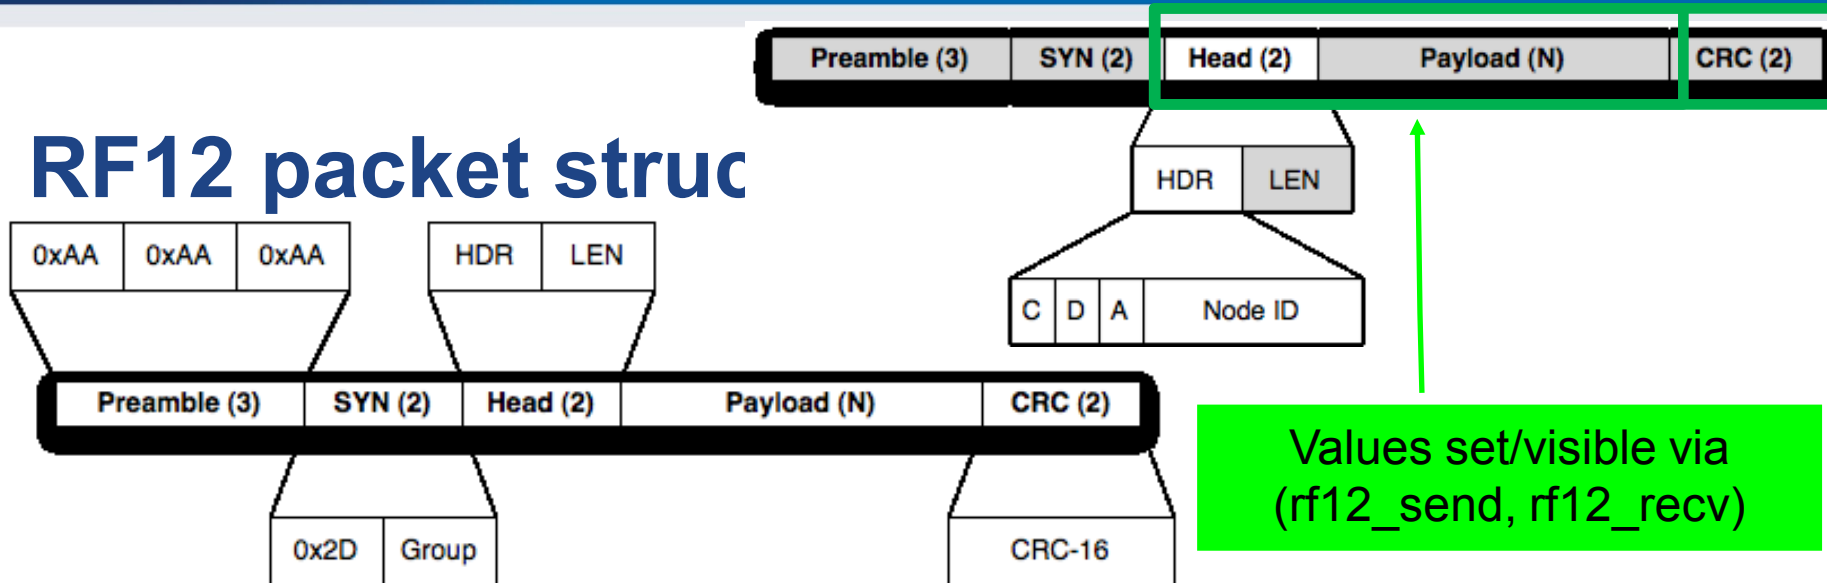 Preamble (3) SYN (2) Head (2) Payload (N) CRC (2)
RF12 packet struc
HDR LEN
C D A Node ID
0xAA 0xAA 0xAA HDR LEN
Preamble (3) SYN (2) Head (2) Payload (N) CRC (2)
0x2D Group CRC-16
Values set/visible via
(rf12_send, rf12_recv)